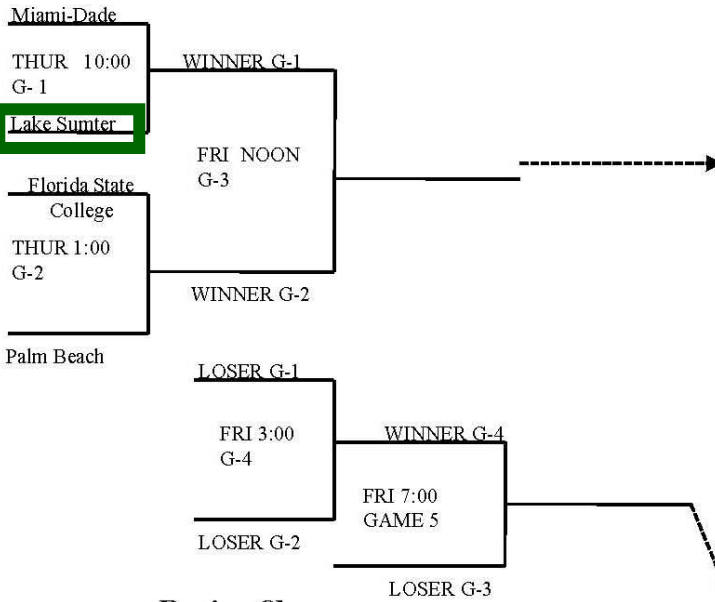 Miami-Dade
THUR 10:00
G- 1
WINNER G-1
Lake Sumter
FRI NOON
G-3
Florida State
College
THUR 1:00
G-2
WINNER G-2
Palm Beach
LOSER G-1
FRI 3:00
G-4
WINNER G-4
FRI 7:00
GAME 5
LOSER G-2
LOSER G-3